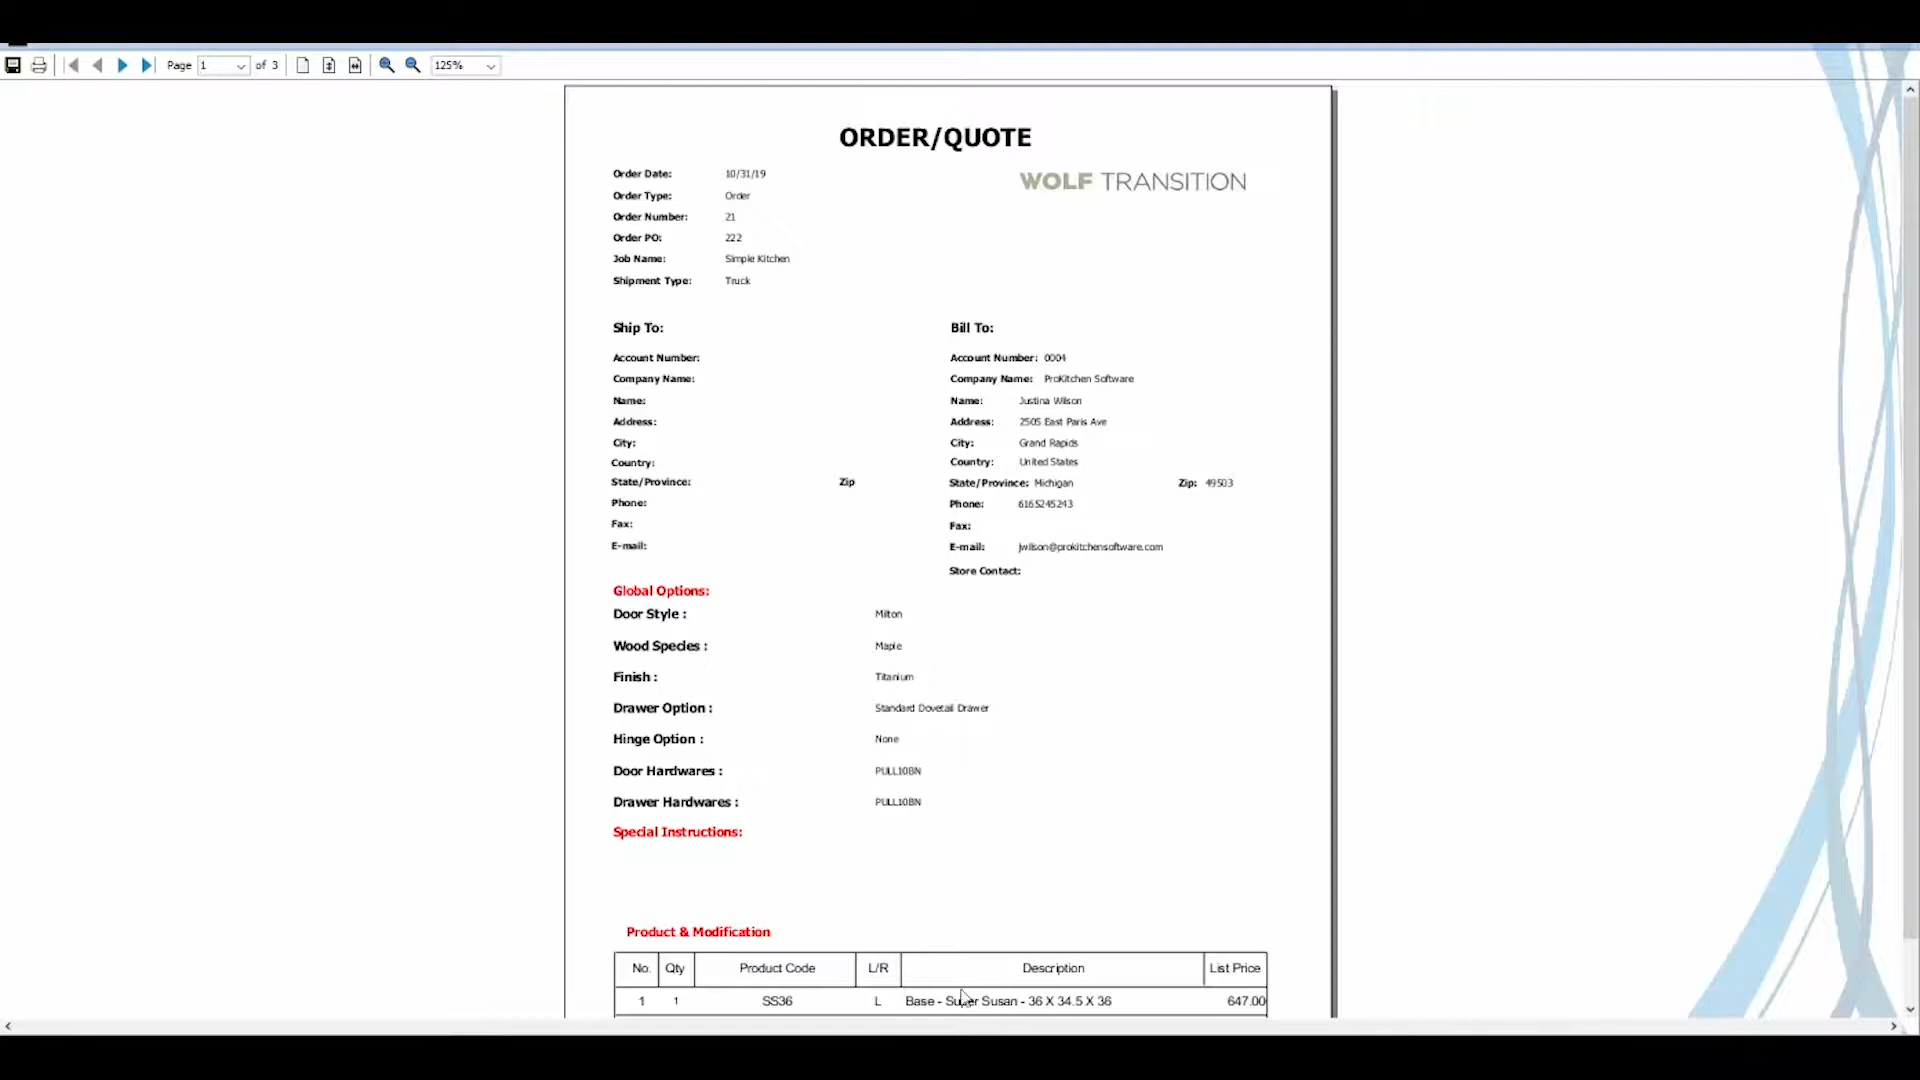 Page 1 of 3 125%
ORDER/QUOTE
WOLF TRANSITION
Order Date: 10/31/19
Order Type: Order
Order Number: 21
Order PO: 222
Job Name: Simple Kitchen
Shipment Type: Truck
Ship To: Bill To:
Account Number: Account Number: 0004
Company Name: Company Name: ProKitchen Software
Name: Name: Justina Wilson
Address: Address: 2505 East Paris Ave
City: City: Grand Rapids
Country: Country: United States
State/Province: Zip State/Province: Michigan Zip: 49503
Phone: Phone: 6165245243
Fax: Fax:
E-mail: E-mail: jwilson@prokitchensoftware.com
Store Contact:
Global Options:
Door Style : Milton
Wood Species : Maple
Finish : Titanium
Drawer Option : Standard Dovetail Drawer
Hinge Option : None
Door Hardwares : PULL10BN
Drawer Hardwares : PULL10BN
Special Instructions:
Product & Modification
No. Qty Product Code L/R Description List Price
1 1 SS36 L Base - Super Susan - 36 X 34.5 X 36 647.00